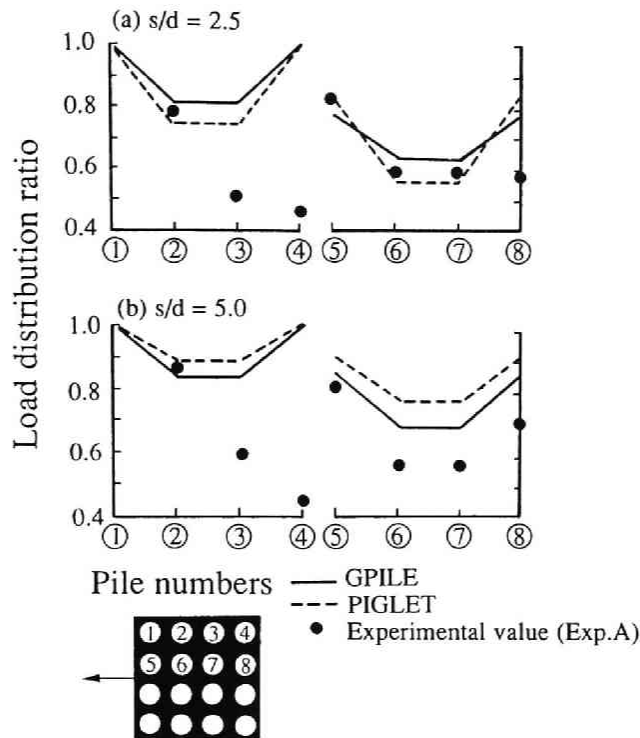 (a) s/d = 2.5
Load distribution ratio
1.0
0.8
0.6
0.4
① ② ③ ④ ⑤ ⑥ ⑦ ⑧
(b) s/d = 5.0
1.0
0.8
0.6
0.4
① ② ③ ④ ⑤ ⑥ ⑦ ⑧
Pile numbers
GPILE
PIGLET
Experimental value (Exp.A)
1 2 3 4
5 6 7 8